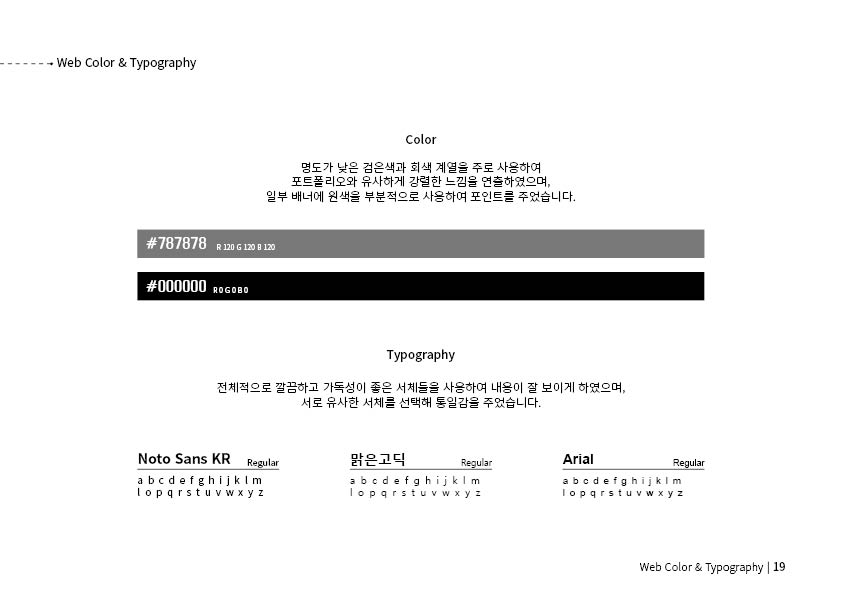 Web Color & Typography
Color
명도가 낮은 검은색과 회색 계열을 주로 사용하여
포트폴리오와 유사하게 강렬한 느낌을 연출하였으며,
일부 배너에 원색을 부분적으로 사용하여 포인트를 주었습니다.
#787878 R 120 G 120 B 120
#000000 R 0 G 0 B 0
Typography
전체적으로 깔끔하고 가독성이 좋은 서체들을 사용하여 내용이 잘 보이게 하였으며,
서로 유사한 서체를 선택해 통일감을 주었습니다.
Noto Sans KR Regular
a b c d e f g h i j k l m
l o p q r s t u v w x y z
맑은고딕 Regular
a b c d e f g h i j k l m
l o p q r s t u v w x y z
Arial Regular
a b c d e f g h i j k l m
l o p q r s t u v w x y z
Web Color & Typography | 19